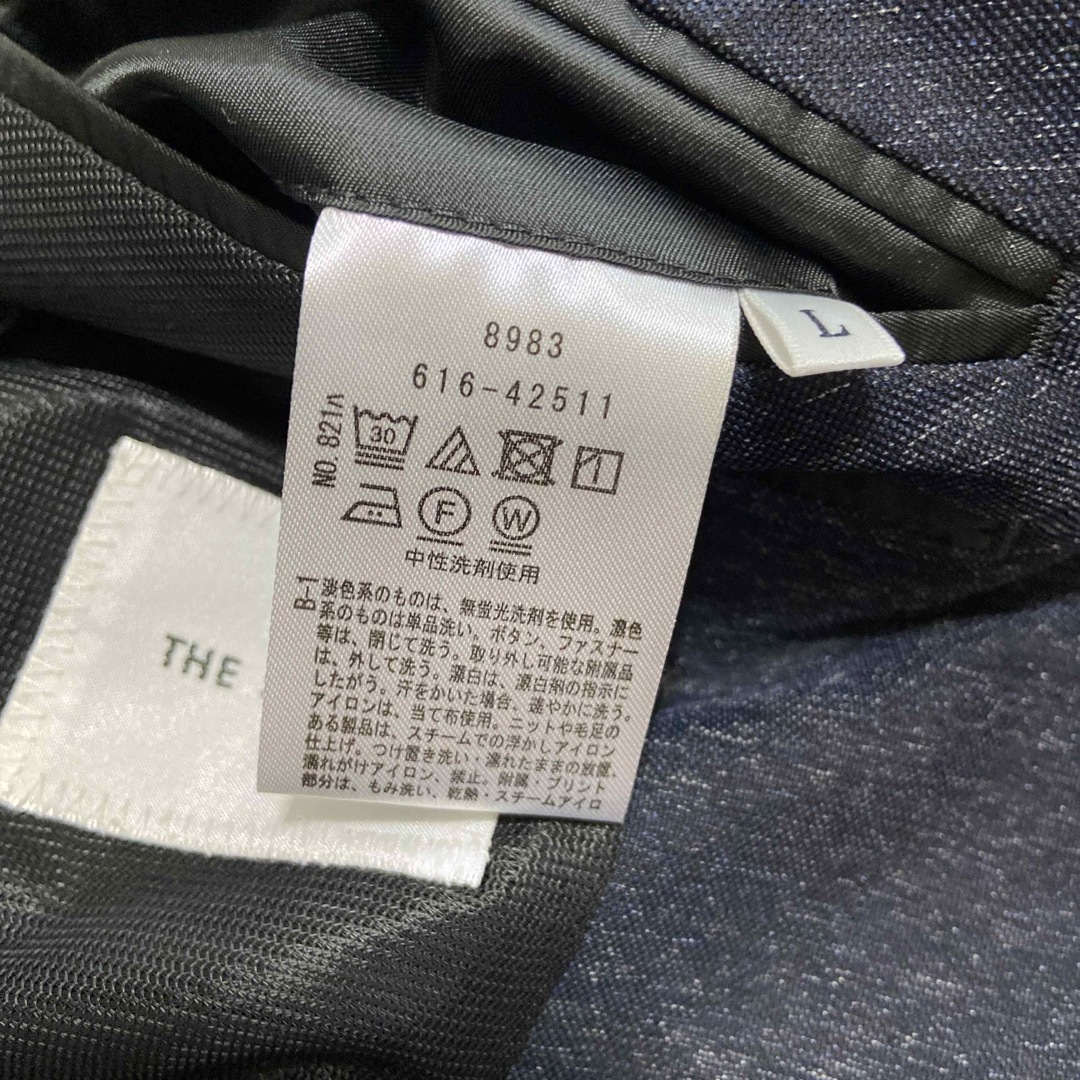 8983
616-42511
NO.821n
30
1
F
W
中性洗剤使用
B-1
淡色系のものは、無蛍光洗剤を使用。濃色
系のものは単品洗い。ボタン、ファスナー
等は、閉じて洗う。取り外し可能な附属品
は、外して洗う。漂白は、漂白剤の指示に
したがう。汗をかいた場合、速やかに洗う。
アイロンは、当て布使用。ニットや毛足の
ある製品は、スチームでの浮かしアイロン
仕上げ。つけ置き洗い・濡れたままの放置、
濡れがけアイロン、禁止。附属・プリント
部分は、もみ洗い、乾熱・スチームアイロ
L
THE